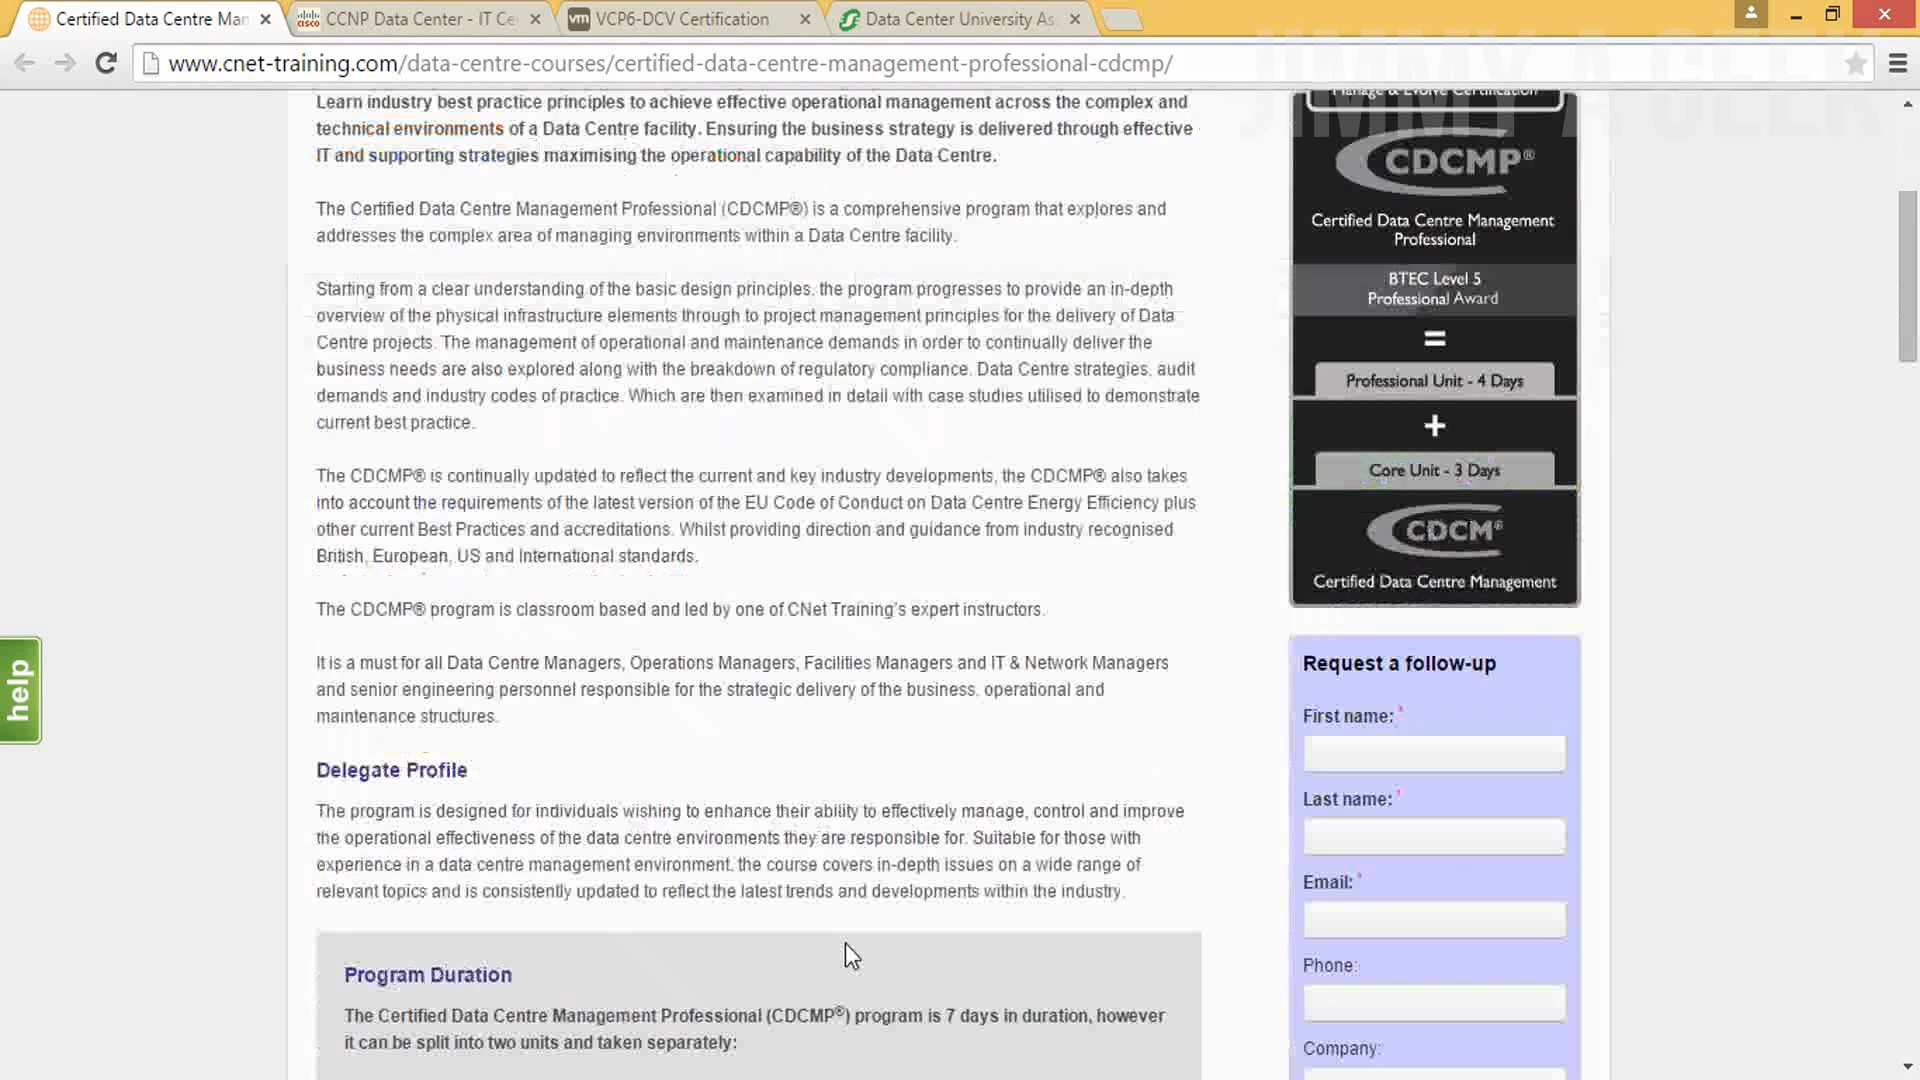 Certified Data Centre Man
CCNP Data Center - IT Ce
VCP6-DCV Certification
Data Center University As
www.cnet-training.com/data-centre-courses/certified-data-centre-management-professional-cdcmp/
JIMMY A GEEK
Learn industry best practice principles to achieve effective operational management across the complex and
technical environments of a Data Centre facility. Ensuring the business strategy is delivered through effective
IT and supporting strategies maximising the operational capability of the Data Centre.
The Certified Data Centre Management Professional (CDCMP®) is a comprehensive program that explores and
addresses the complex area of managing environments within a Data Centre facility.
Starting from a clear understanding of the basic design principles, the program progresses to provide an in-depth
overview of the physical infrastructure elements through to project management principles for the delivery of Data
Centre projects. The management of operational and maintenance demands in order to continually deliver the
business needs are also explored along with the breakdown of regulatory compliance. Data Centre strategies, audit
demands and industry codes of practice. Which are then examined in detail with case studies utilised to demonstrate
current best practice.
The CDCMP® is continually updated to reflect the current and key industry developments, the CDCMP® also takes
into account the requirements of the latest version of the EU Code of Conduct on Data Centre Energy Efficiency plus
other current Best Practices and accreditations. Whilst providing direction and guidance from industry recognised
British, European, US and International standards.
The CDCMP® program is classroom based and led by one of CNet Training's expert instructors.
It is a must for all Data Centre Managers, Operations Managers, Facilities Managers and IT & Network Managers
and senior engineering personnel responsible for the strategic delivery of the business, operational and
maintenance structures.
Delegate Profile
The program is designed for individuals wishing to enhance their ability to effectively manage, control and improve
the operational effectiveness of the data centre environments they are responsible for. Suitable for those with
experience in a data centre management environment, the course covers in-depth issues on a wide range of
relevant topics and is consistently updated to reflect the latest trends and developments within the industry.
Program Duration
The Certified Data Centre Management Professional (CDCMP®) program is 7 days in duration, however
it can be split into two units and taken separately:
help
Manage & Evolve Certification
CDCMP®
Certified Data Centre Management
Professional
BTEC Level 5
Professional Award
=
Professional Unit - 4 Days
+
Core Unit - 3 Days
CDCM®
Certified Data Centre Management
Request a follow-up
First name: *
Last name: *
Email: *
Phone:
Company: